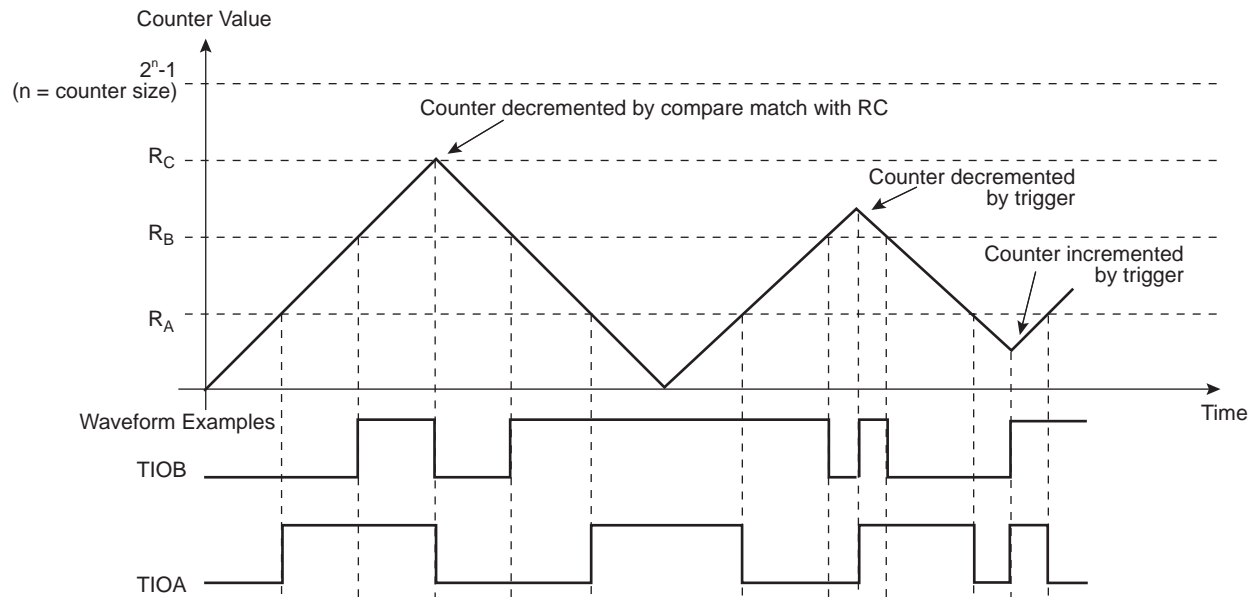 Counter Value
2ⁿ-1
(n = counter size)
Counter decremented by compare match with RC
R_C
Counter decremented
by trigger
R_B
Counter incremented
by trigger
R_A
Time
Waveform Examples
TIOB
TIOA